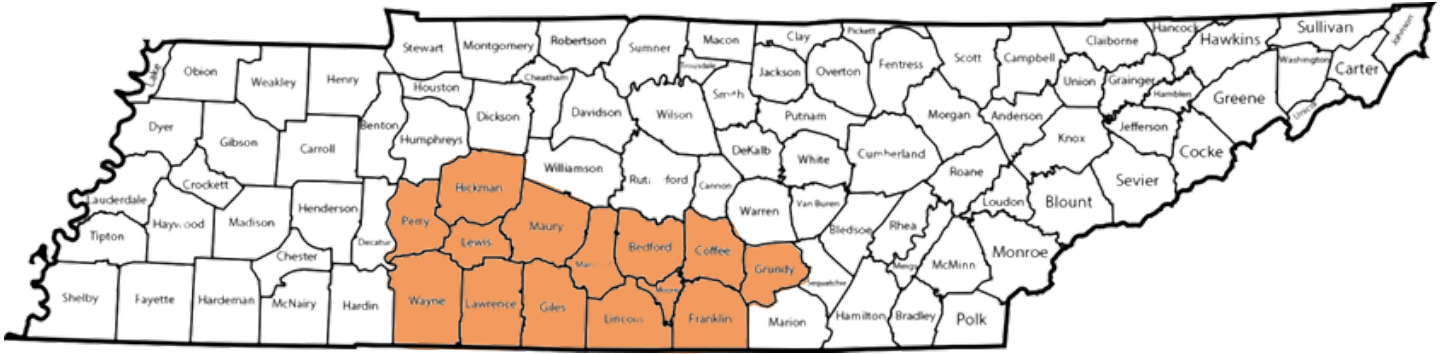 Stewart
Montgomery
Robertson
Sumner
Macon
Clay
Pickett
Scott
Campbell
Claiborne
Hancock
Hawkins
Sullivan
Johnson
Lake
Obion
Weakley
Henry
Houston
Cheatham
Trousdale
Jackson
Overton
Fentress
Union
Grainger
Hamblen
Washington
Carter
Greene
Unicoi
Dyer
Gibson
Carroll
Benton
Humphreys
Dickson
Davidson
Wilson
Smith
Putnam
Morgan
Anderson
Knox
Jefferson
Cocke
Sevier
Lauderdale
Crockett
Williamson
DeKalb
White
Cumberland
Roane
Loudon
Blount
Tipton
Haywood
Madison
Henderson
Decatur
Perry
Hickman
Lewis
Maury
Cannon
Warren
Van Buren
Bledsoe
Rhea
Meigs
McMinn
Monroe
Chester
Bedford
Coffee
Grundy
Sequatchie
Shelby
Fayette
Hardeman
McNairy
Hardin
Wayne
Lawrence
Giles
Lincoln
Moore
Franklin
Marion
Hamilton
Bradley
Polk